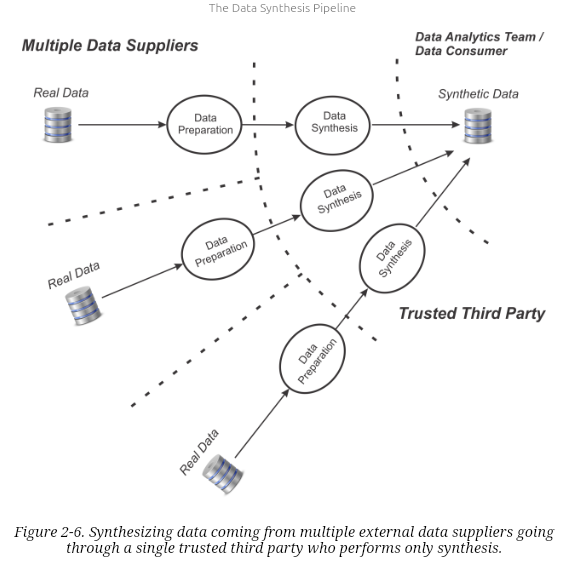 The Data Synthesis Pipeline
Multiple Data Suppliers
Data Analytics Team /
Data Consumer
Real Data
Data
Preparation
Data
Synthesis
Synthetic Data
Real Data
Data
Preparation
Data
Synthesis
Real Data
Data
Preparation
Data
Synthesis
Trusted Third Party
Figure 2-6. Synthesizing data coming from multiple external data suppliers going
through a single trusted third party who performs only synthesis.